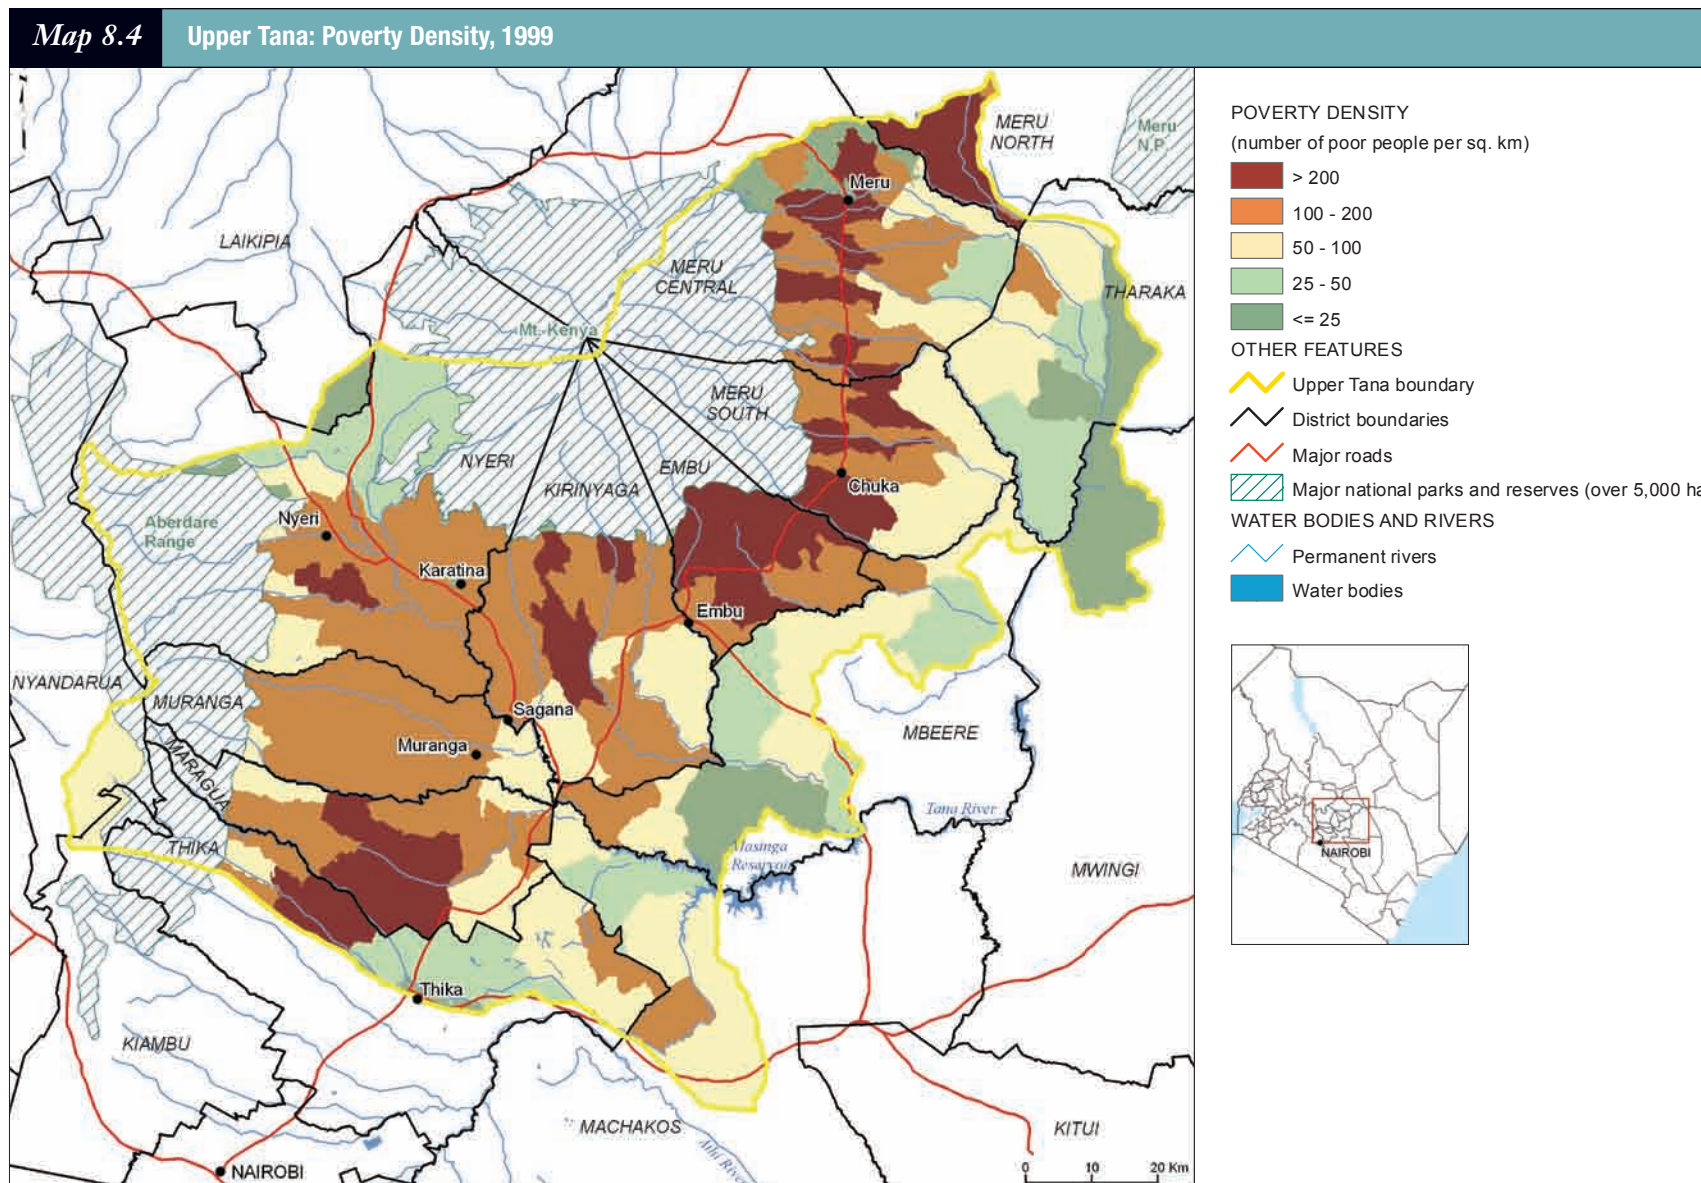 Map 8.4
Upper Tana: Poverty Density, 1999
MERU
NORTH
Meru
N.P.
Meru
LAIKIPIA
MERU
CENTRAL
THARAKA
Mt. Kenya
MERU
SOUTH
NYERI
EMBU
KIRINYAGA
Chuka
Nyeri
Aberdare
Range
Karatina
Embu
NYANDARUA
MURANGA
Sagana
MBEERE
Muranga
MARAGUA
Tana River
THIKA
Masinga
Reservoir
MWINGI
Thika
KIAMBU
MACHAKOS
KITUI
Athi River
NAIROBI
0 10 20 Km
POVERTY DENSITY
(number of poor people per sq. km)
> 200
100 - 200
50 - 100
25 - 50
<= 25
OTHER FEATURES
Upper Tana boundary
District boundaries
Major roads
Major national parks and reserves (over 5,000 ha
WATER BODIES AND RIVERS
Permanent rivers
Water bodies
NAIROBI